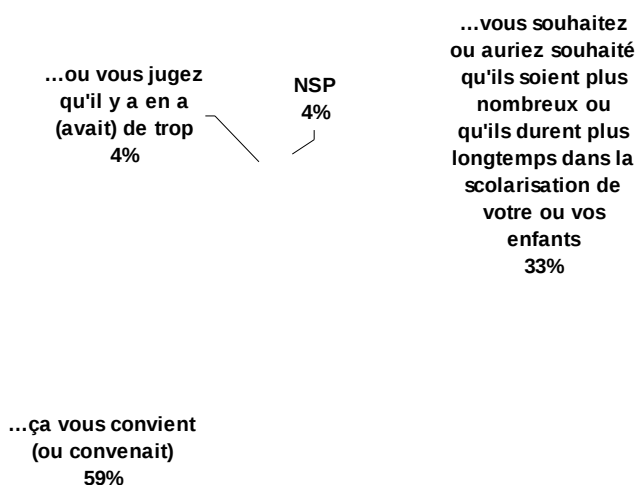 …vous souhaitez
ou auriez souhaité
qu'ils soient plus
nombreux ou
qu'ils durent plus
longtemps dans la
scolarisation de
votre ou vos
enfants
33%
…ou vous jugez
qu'il y a en a
(avait) de trop
4%
NSP
4%
…ça vous convient
(ou convenait)
59%